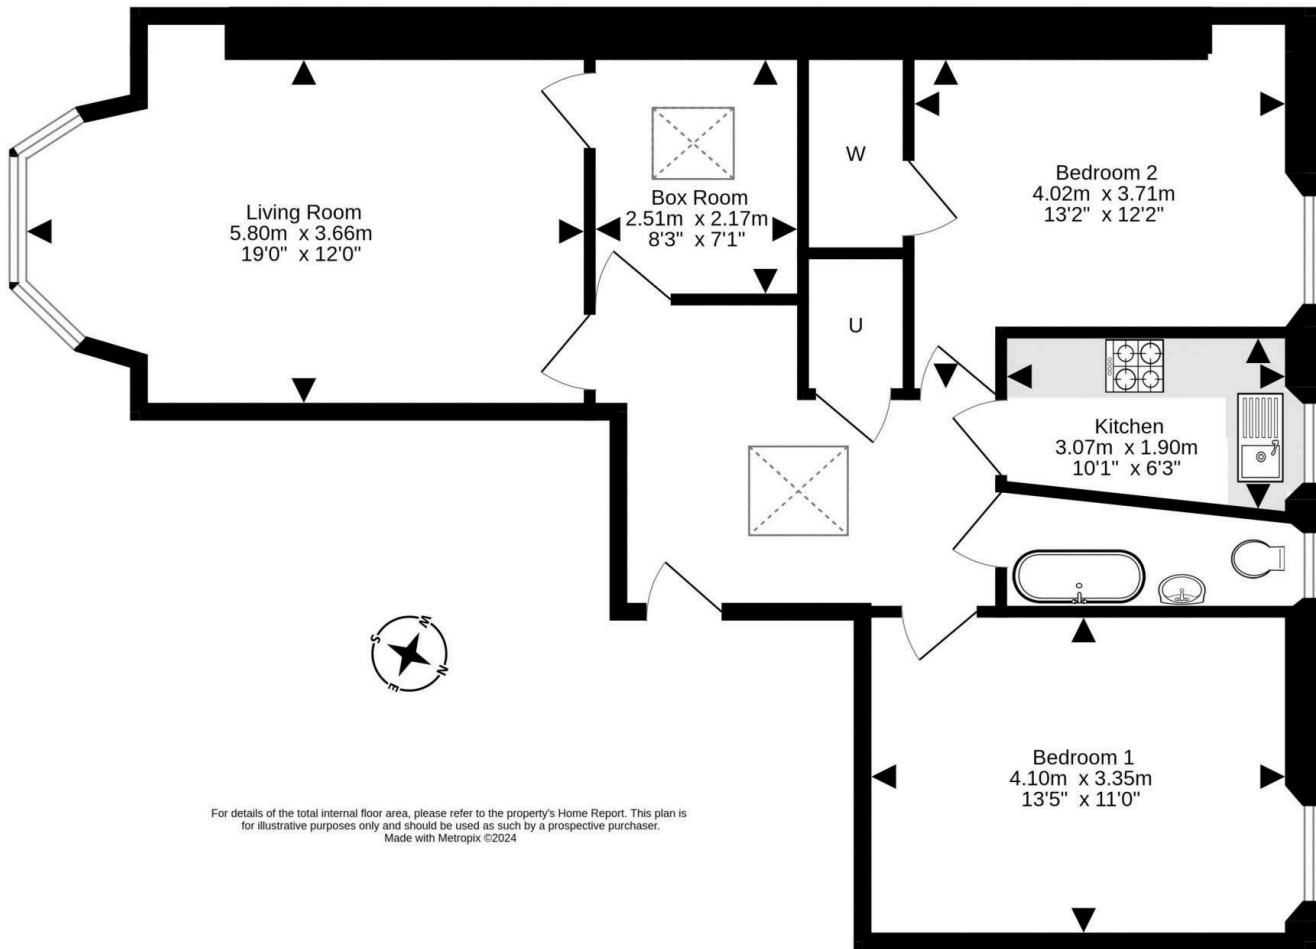 Living Room
5.80m x 3.66m
19'0" x 12'0"
Box Room
2.51m x 2.17m
8'3" x 7'1"
W
U
Bedroom 2
4.02m x 3.71m
13'2" x 12'2"
Kitchen
3.07m x 1.90m
10'1" x 6'3"
Bedroom 1
4.10m x 3.35m
13'5" x 11'0"
S
W
N
E
For details of the total internal floor area, please refer to the property's Home Report. This plan is
for illustrative purposes only and should be used as such by a prospective purchaser.
Made with Metropix ©2024